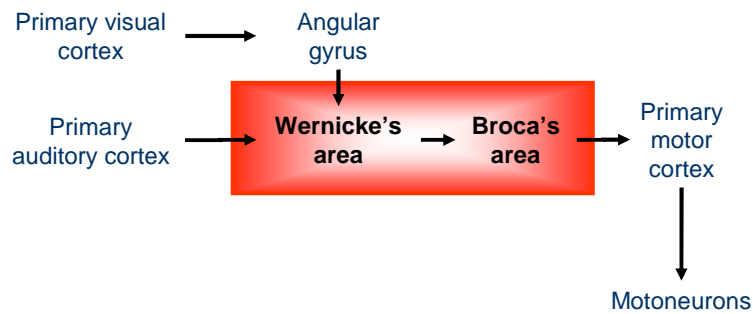 Primary visual
cortex
Angular
gyrus
Primary
auditory cortex
Wernicke's
area
Broca's
area
Primary
motor
cortex
Motoneurons